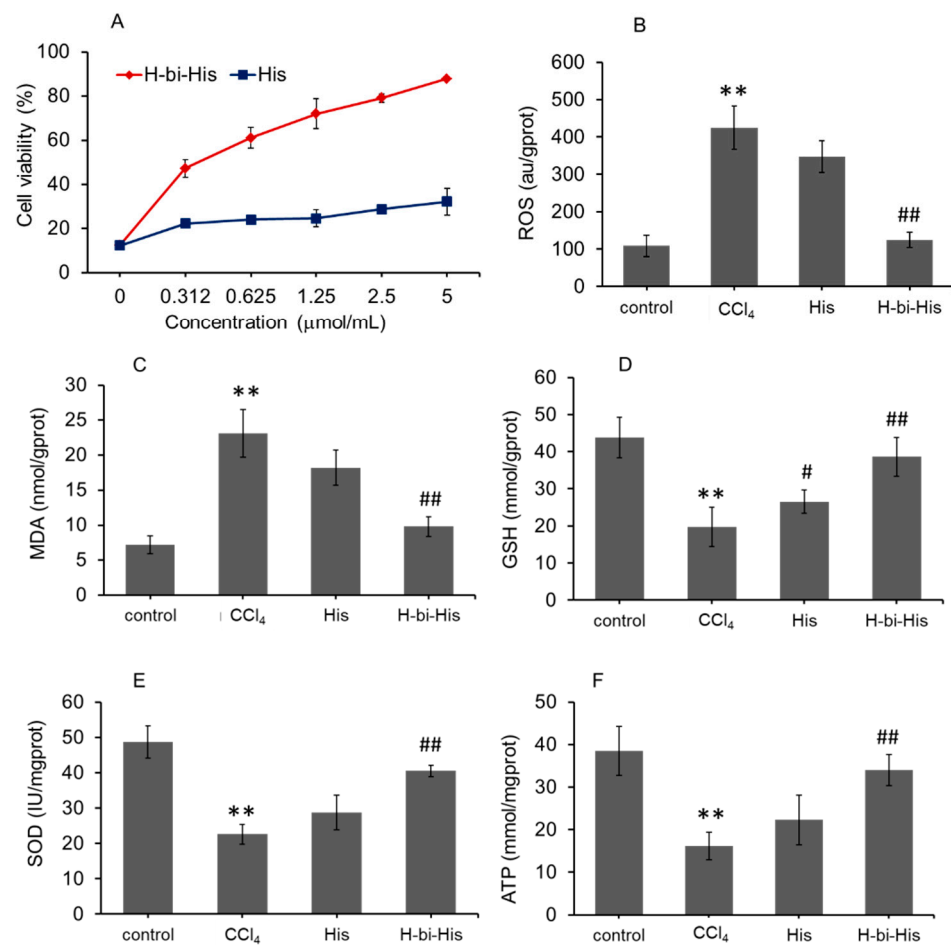 A
Cell viability (%)
100
80
60
40
20
0
H-bi-His
His
0 0.312 0.625 1.25 2.5 5
Concentration (μmol/mL)
B
ROS (au/gprot)
600
500
400
300
200
100
0
**
##
control CCl₄ His H-bi-His
C
MDA (nmol/gprot)
30
25
20
15
10
5
0
**
##
control CCl₄ His H-bi-His
D
GSH (mmol/gprot)
60
50
40
30
20
10
0
**
#
##
control CCl₄ His H-bi-His
E
SOD (IU/mgprot)
60
50
40
30
20
10
0
**
##
control CCl₄ His H-bi-His
F
ATP (mmol/mgprot)
50
40
30
20
10
0
**
##
control CCl₄ His H-bi-His